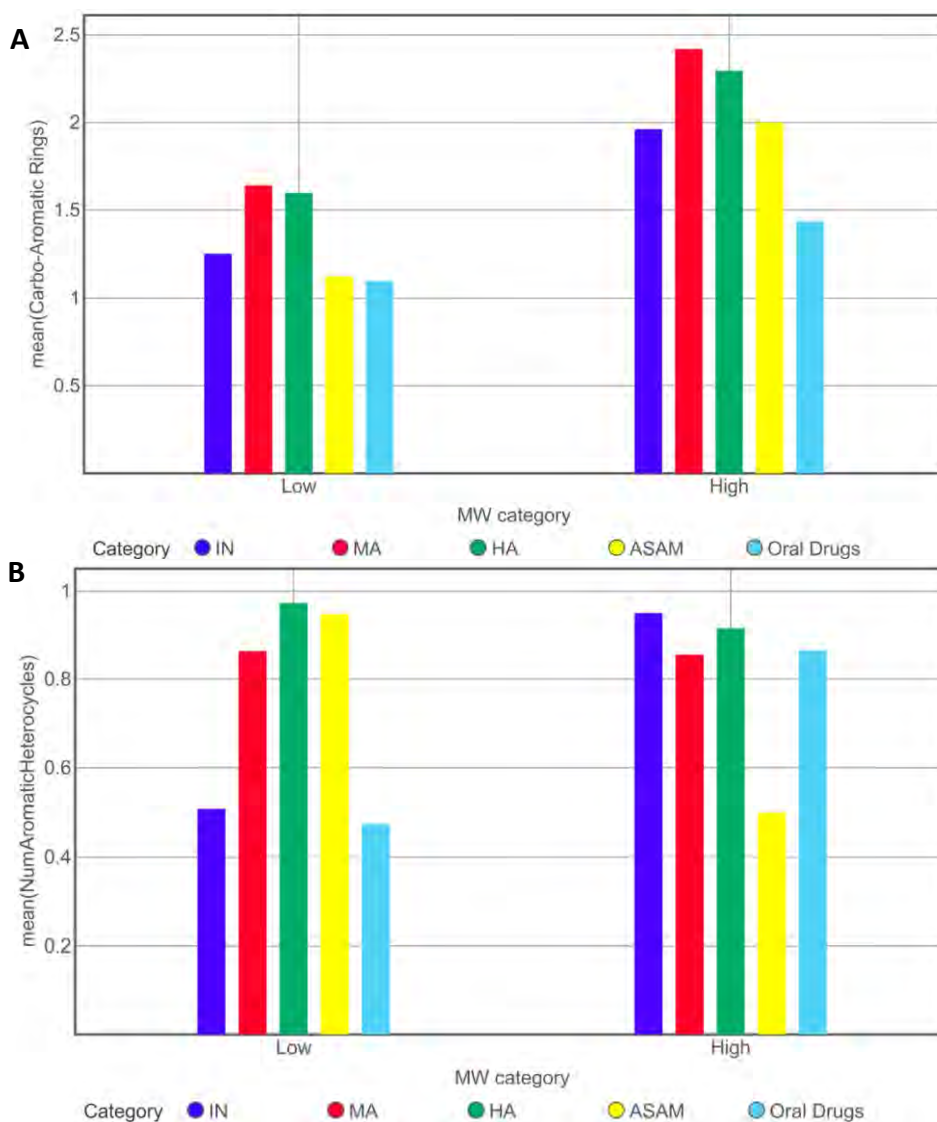 A
2.5
2
1.5
1
0.5
mean(Carbo-Aromatic Rings)
Low High
MW category
Category IN MA HA ASAM Oral Drugs
B
1
0.8
0.6
0.4
0.2
mean(NumAromaticHeterocycles)
Low High
MW category
Category IN MA HA ASAM Oral Drugs